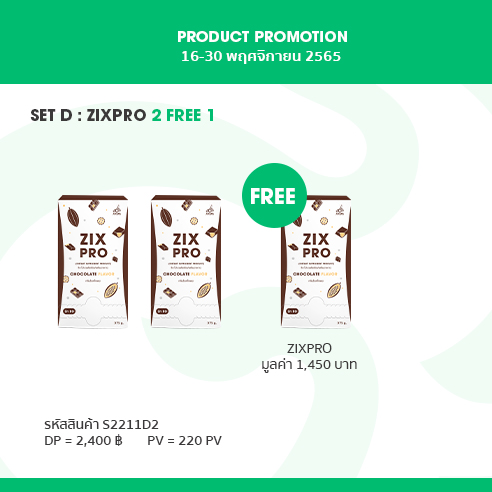 PRODUCT PROMOTION
16-30 พฤศจิกายน 2565
SET D : ZIXPRO 2 FREE 1
FREE
ZIX
PRO
CHOCOLATE FLAVOR
ZIX
PRO
CHOCOLATE FLAVOR
ZIX
PRO
CHOCOLATE FLAVOR
ZIXPRO
มูลค่า 1,450 บาท
รหัสสินค้า S2211D2
DP = 2,400 ฿ PV = 220 PV